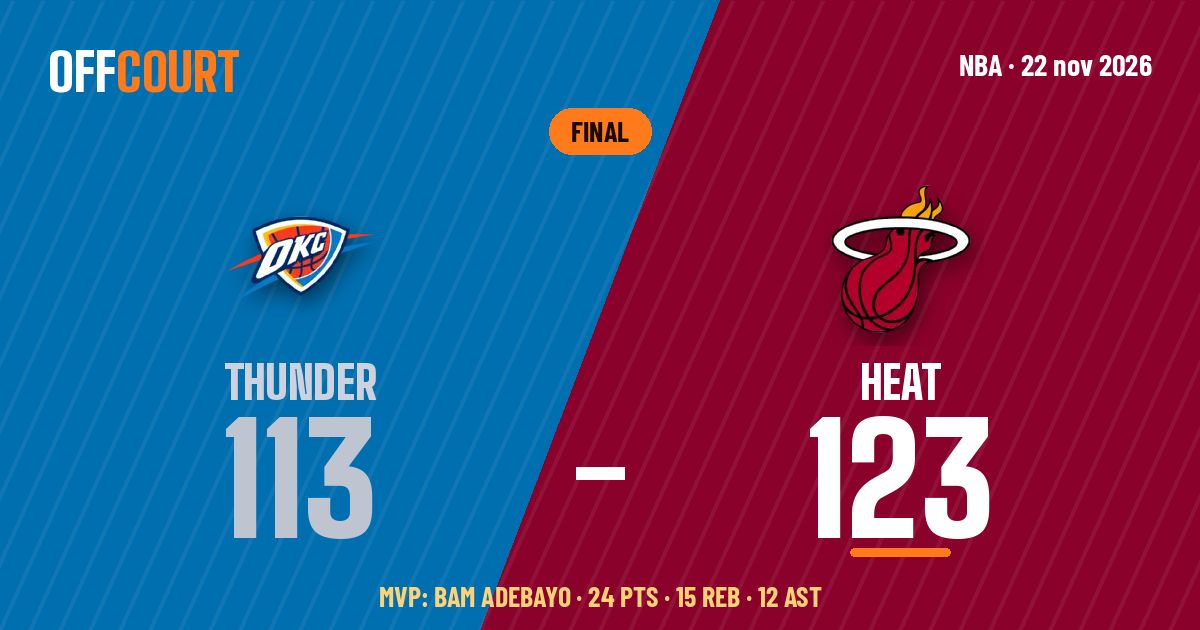 OFFCOURT
NBA · 22 nov 2026
FINAL
OKC
THUNDER
HEAT
113
–
123
MVP: BAM ADEBAYO · 24 PTS · 15 REB · 12 AST